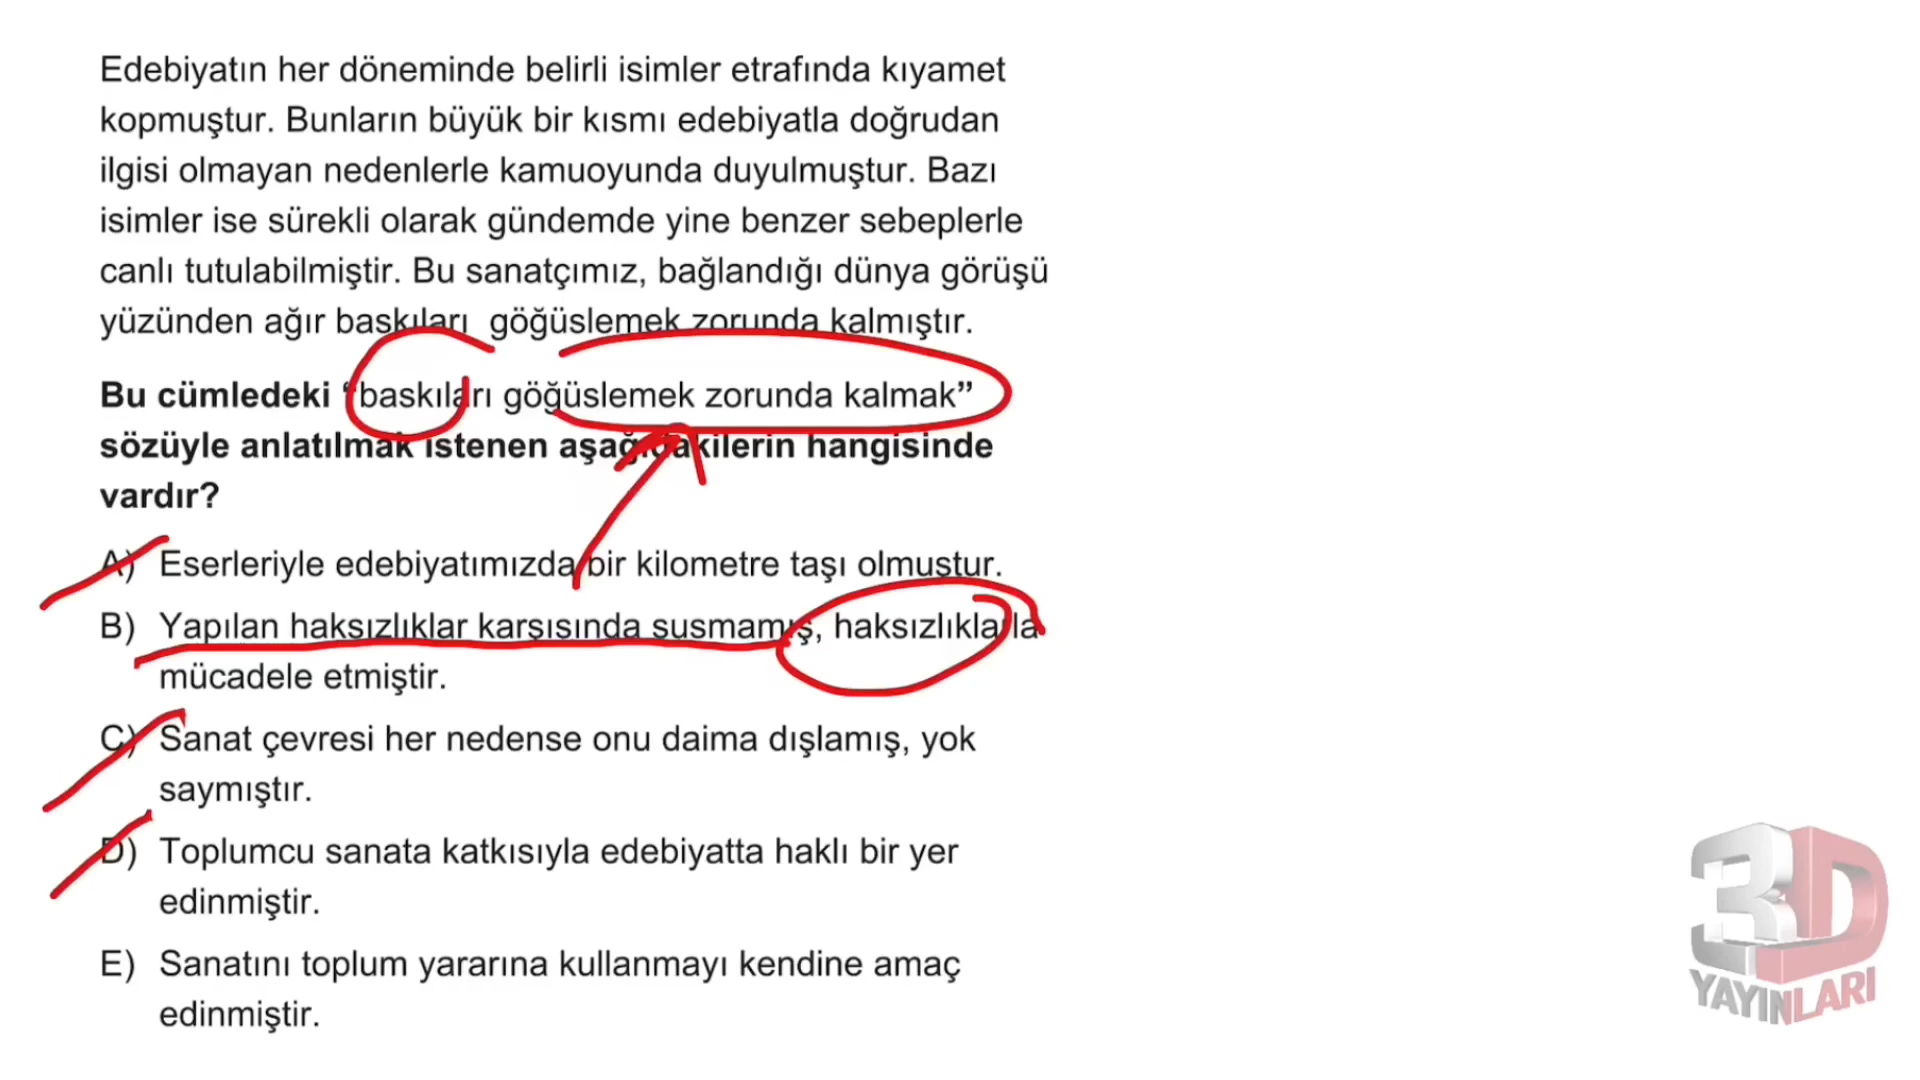 Edebiyatın her döneminde belirli isimler etrafında kıyamet
kopmuştur. Bunların büyük bir kısmı edebiyatla doğrudan
ilgisi olmayan nedenlerle kamuoyunda duyulmuştur. Bazı
isimler ise sürekli olarak gündemde yine benzer sebeplerle
canlı tutulabilmiştir. Bu sanatçımız, bağlandığı dünya görüşü
yüzünden ağır baskıları göğüslemek zorunda kalmıştır.
Bu cümledeki “baskıları göğüslemek zorunda kalmak”
sözüyle anlatılmak istenen aşağıdakilerin hangisinde
vardır?
A) Eserleriyle edebiyatımızda bir kilometre taşı olmuştur.
B) Yapılan haksızlıklar karşısında susmamış, haksızlıklarla
mücadele etmiştir.
C) Sanat çevresi her nedense onu daima dışlamış, yok
saymıştır.
D) Toplumcu sanata katkısıyla edebiyatta haklı bir yer
edinmiştir.
E) Sanatını toplum yararına kullanmayı kendine amaç
edinmiştir.
3D
YAYINLARI